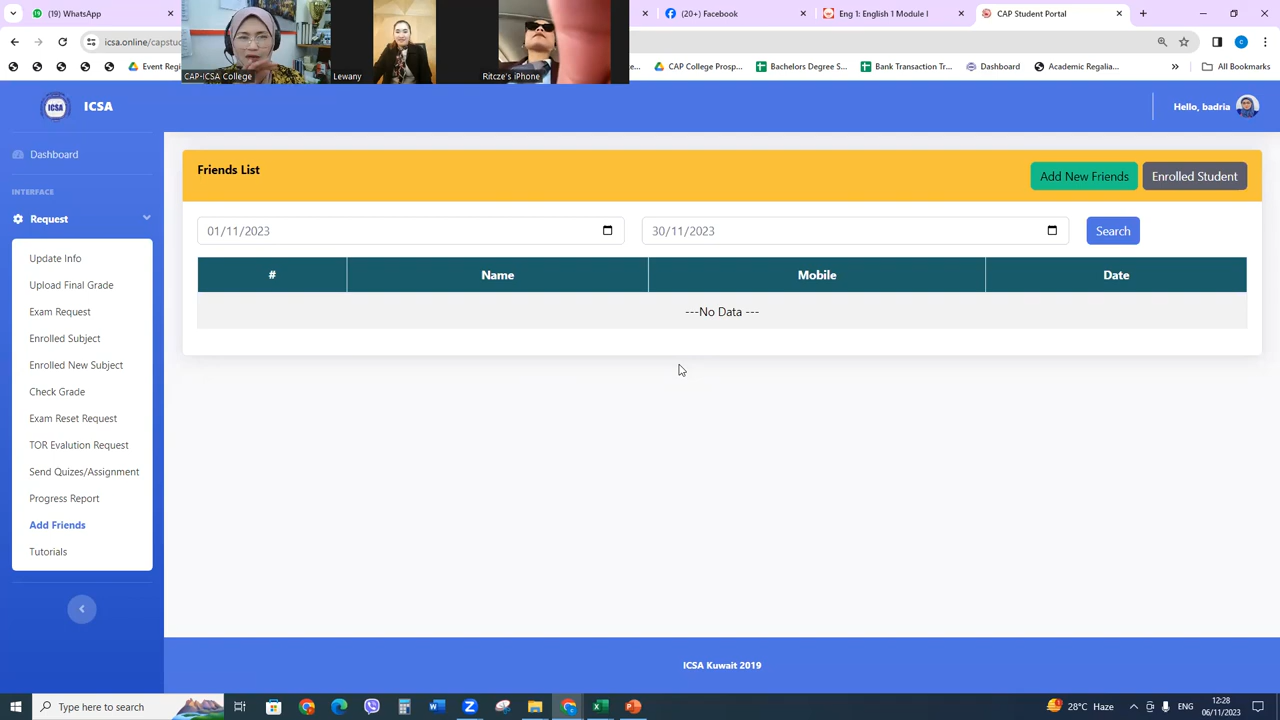 (20) WhatsApp
(20+) Facebook
Eng 1: English 1 Module I
CAP Student Portal
icsa.online/capstu
Event Regi
CAP College Prosp...
Bachelors Degree S...
Bank Transaction Tr...
Dashboard
Academic Regalia...
»
All Bookmarks
CAP-ICSA College
Lewany
Ritcze's iPhone
ICSA
ICSA
Hello, badria
Dashboard
INTERFACE
Request
Update Info
Upload Final Grade
Exam Request
Enrolled Subject
Enrolled New Subject
Check Grade
Exam Reset Request
TOR Evalution Request
Send Quizes/Assignment
Progress Report
Add Friends
Tutorials
Friends List
Add New Friends
Enrolled Student
01/11/2023
30/11/2023
Search
# Name Mobile Date
---No Data ---
ICSA Kuwait 2019
Type here to search
28°C Haze
ENG
12:28
06/11/2023